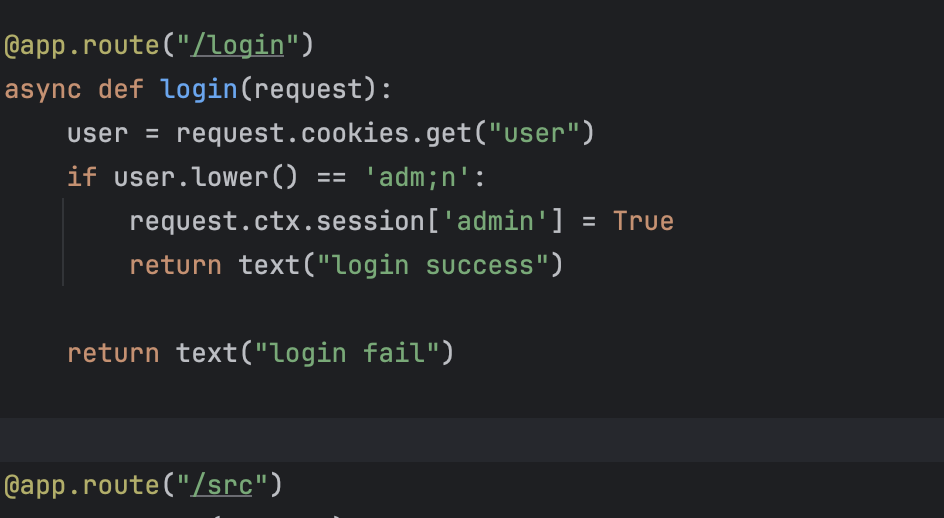 @app.route("/login")
async def login(request):
    user = request.cookies.get("user")
    if user.lower() == 'adm;n':
        request.ctx.session['admin'] = True
        return text("login success")
    return text("login fail")
@app.route("/src")